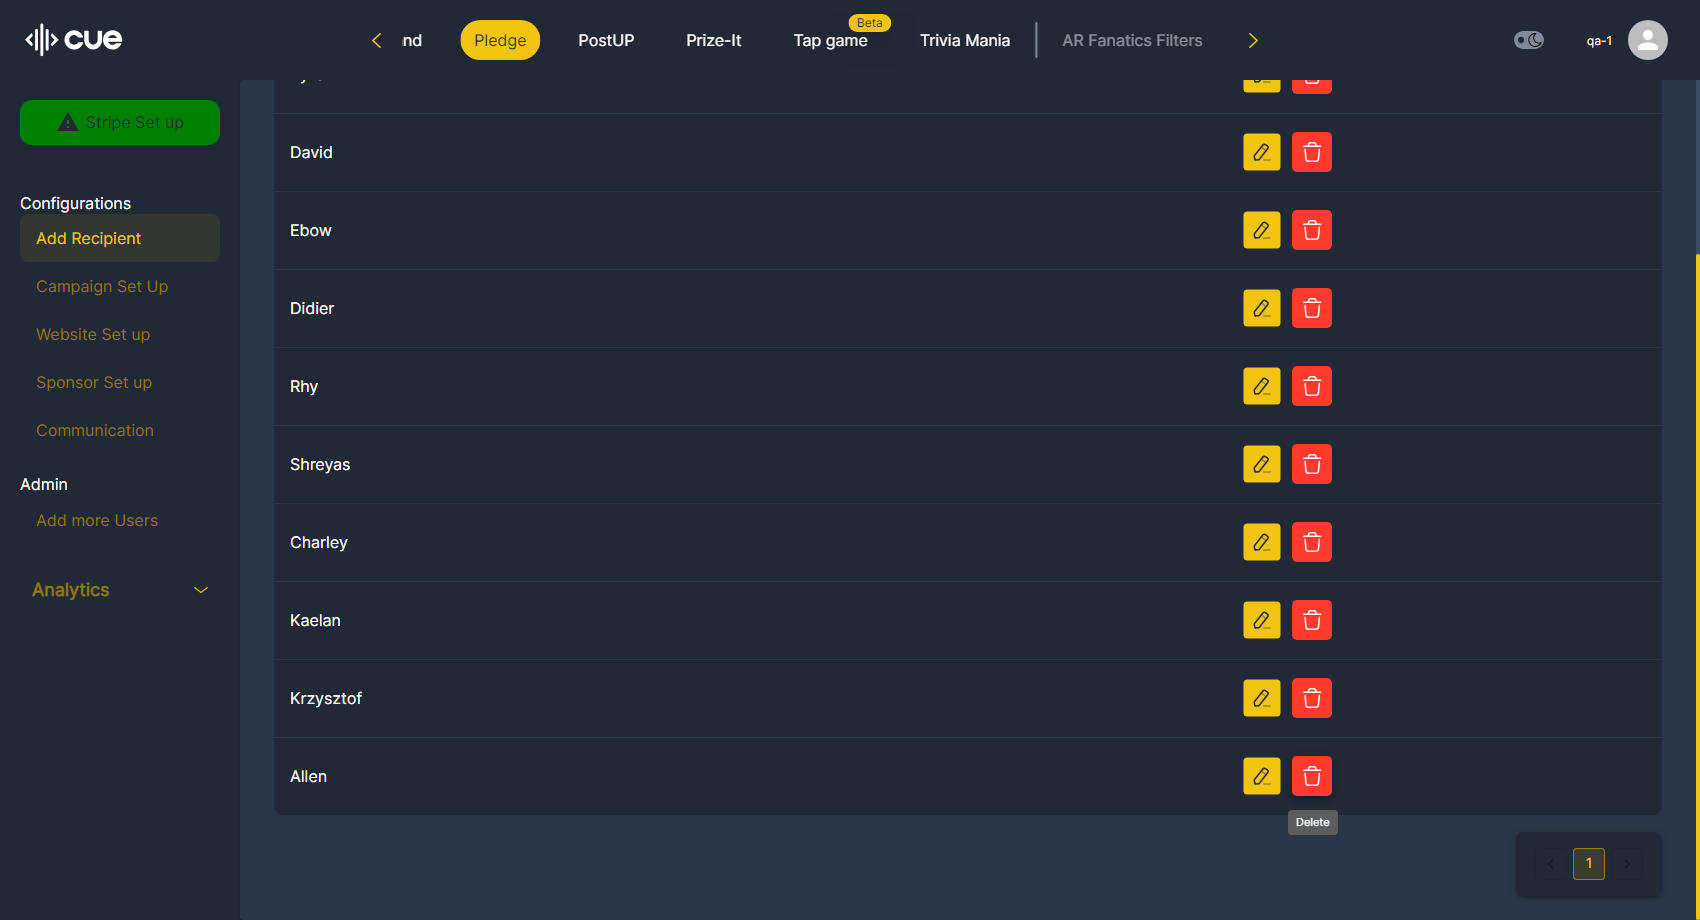 cue
nd
Pledge
PostUP
Prize-It
Tap game
Beta
Trivia Mania
AR Fanatics Filters
qa-1
Stripe Set up
Configurations
Add Recipient
Campaign Set Up
Website Set up
Sponsor Set up
Communication
Admin
Add more Users
Analytics
David
Ebow
Didier
Rhy
Shreyas
Charley
Kaelan
Krzysztof
Allen
Delete
1